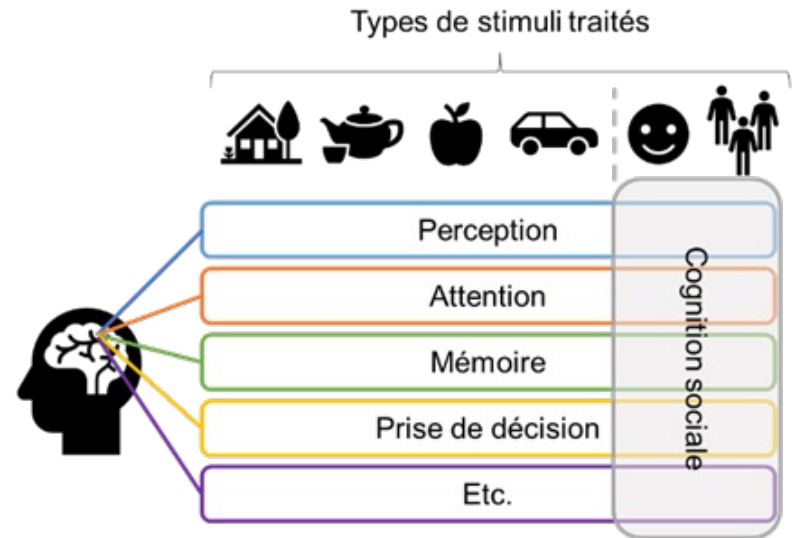 Types de stimuli traités
Perception
Attention
Mémoire
Prise de décision
Etc.
Cognition sociale